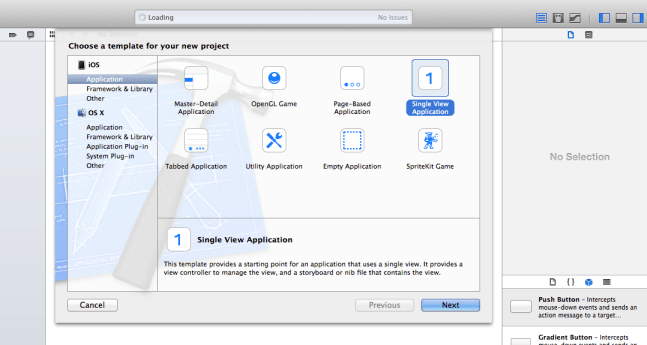 Loading
No Issues
Choose a template for your new project
iOS
Application
Framework & Library
Other
OS X
Application
Framework & Library
Application Plug-in
System Plug-in
Other
Master-Detail
Application
OpenGL Game
Page-Based
Application
1
Single View
Application
Tabbed Application
Utility Application
Empty Application
SpriteKit Game
1
Single View Application
This template provides a starting point for an application that uses a single view. It provides a
view controller to manage the view, and a storyboard or nib file that contains the view.
Cancel
Previous
Next
No Selection
{ }
Push Button – Intercepts
mouse-down events and sends an
action message to a target...
Gradient Button – Intercepts
mouse-down events and sends an